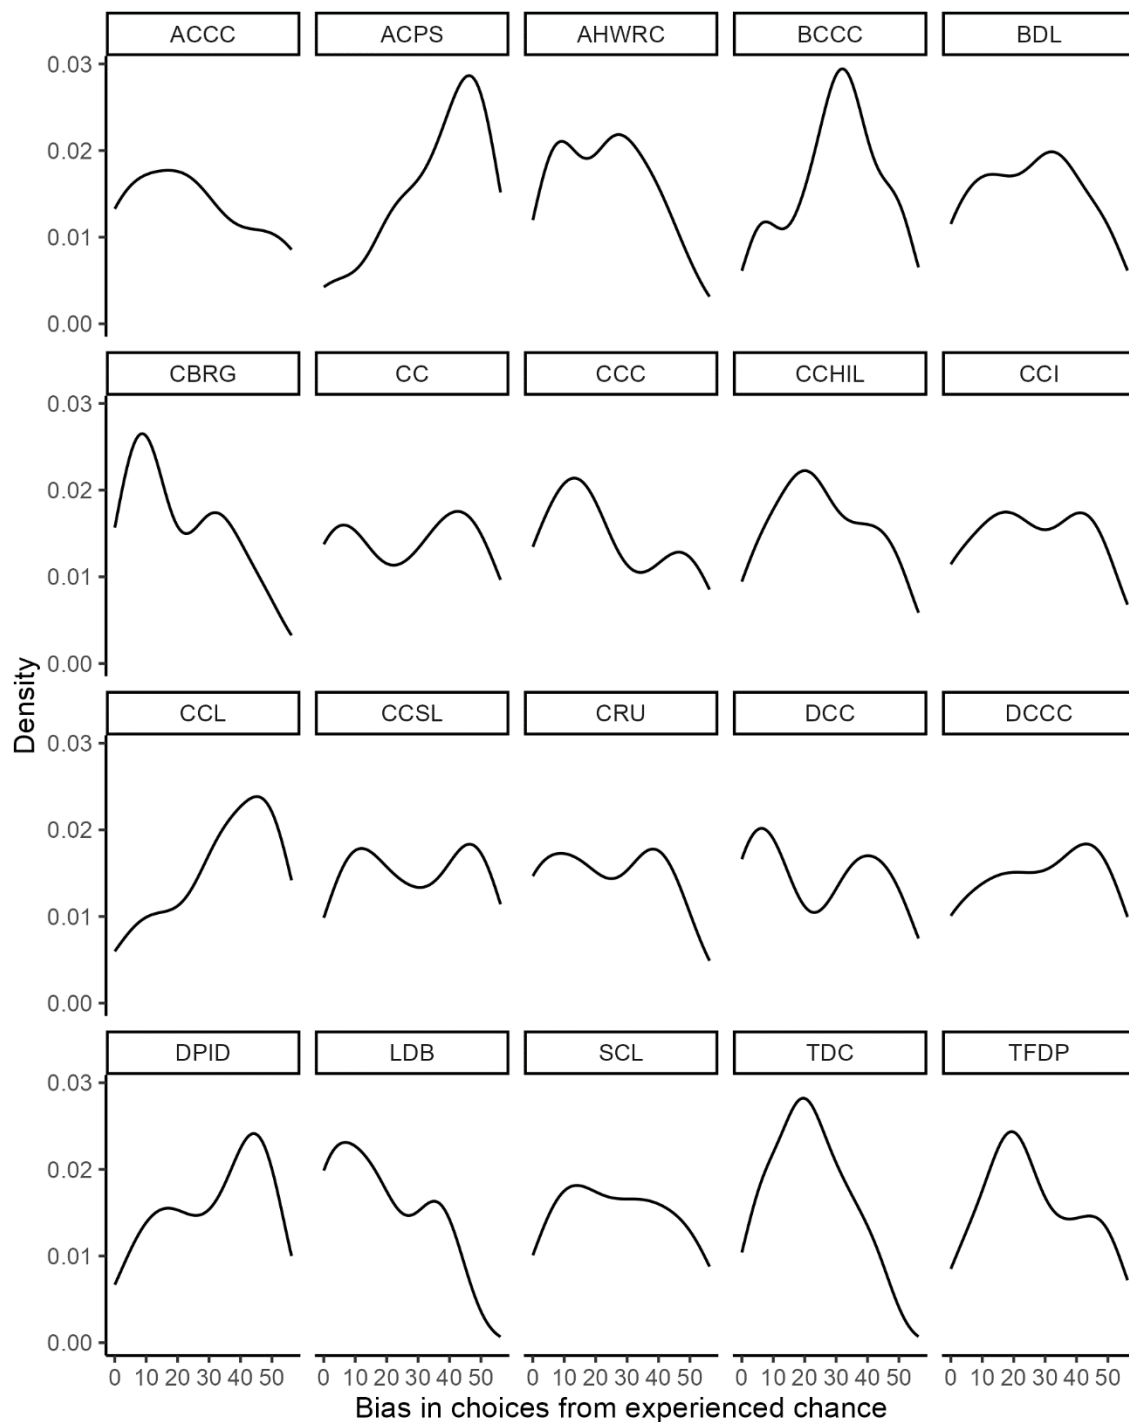 ACCC ACPS AHWRC BCCC BDL
0.03
0.02
0.01
0.00
CBRG CC CCC CCHIL CCI
0.03
0.02
0.01
0.00
CCL CCSL CRU DCC DCCC
0.03
0.02
0.01
0.00
DPID LDB SCL TDC TFDP
0.03
0.02
0.01
0.00
0 10 20 30 40 50 0 10 20 30 40 50 0 10 20 30 40 50 0 10 20 30 40 50 0 10 20 30 40 50
Density
Bias in choices from experienced chance